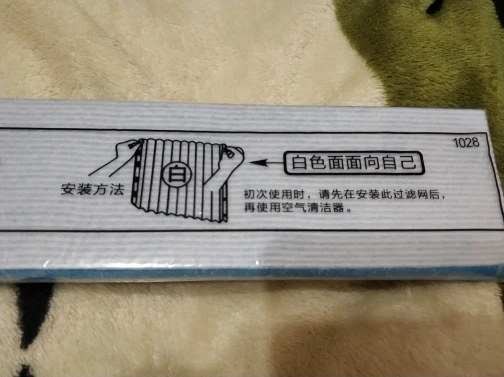 1028
白
白色面面向自己
安装方法
初次使用时，请先在安装此过滤网后，
再使用空气清洁器。